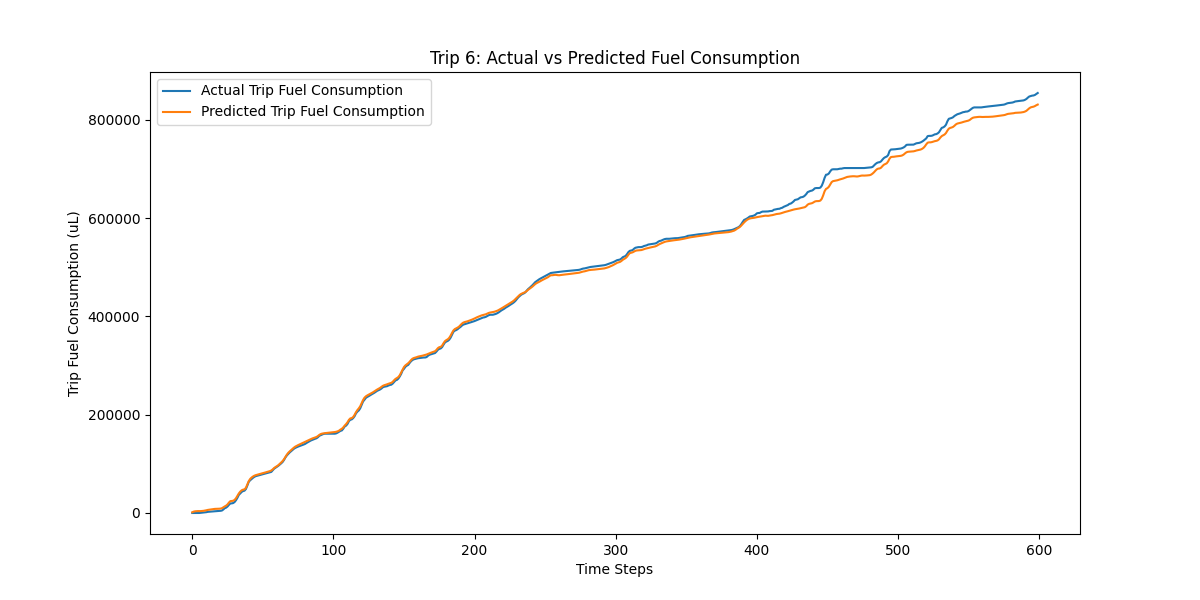 Trip 6: Actual vs Predicted Fuel Consumption
Actual Trip Fuel Consumption
Predicted Trip Fuel Consumption
Trip Fuel Consumption (uL)
800000
600000
400000
200000
0
0 100 200 300 400 500 600
Time Steps